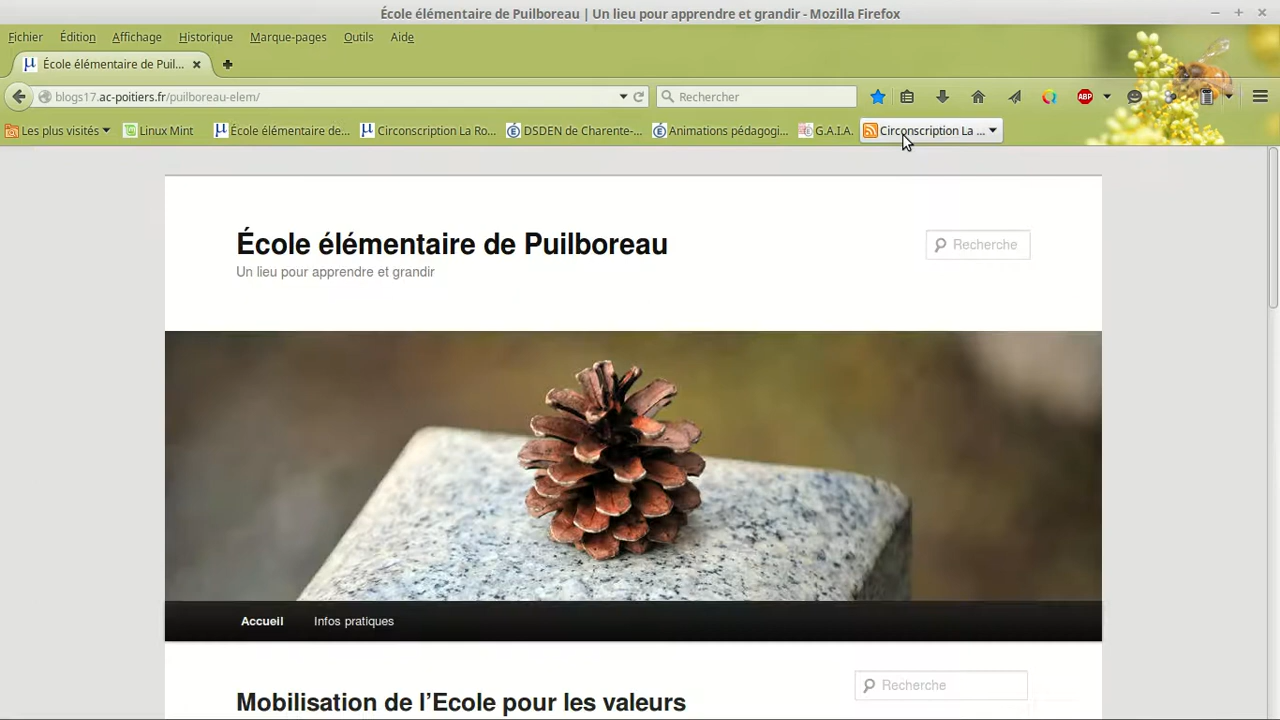 École élémentaire de Puilboreau | Un lieu pour apprendre et grandir - Mozilla Firefox
Fichier Édition Affichage Historique Marque-pages Outils Aide
µ École élémentaire de Puil...
blogs17.ac-poitiers.fr/puilboreau-elem/ Rechercher ABP
Les plus visités Linux Mint µ École élémentaire de... µ Circonscription La Ro... DSDEN de Charente-... Animations pédagogi... G.A.I.A. Circonscription La ...
École élémentaire de Puilboreau
Recherche
Un lieu pour apprendre et grandir
Accueil Infos pratiques
Recherche
Mobilisation de l’Ecole pour les valeurs